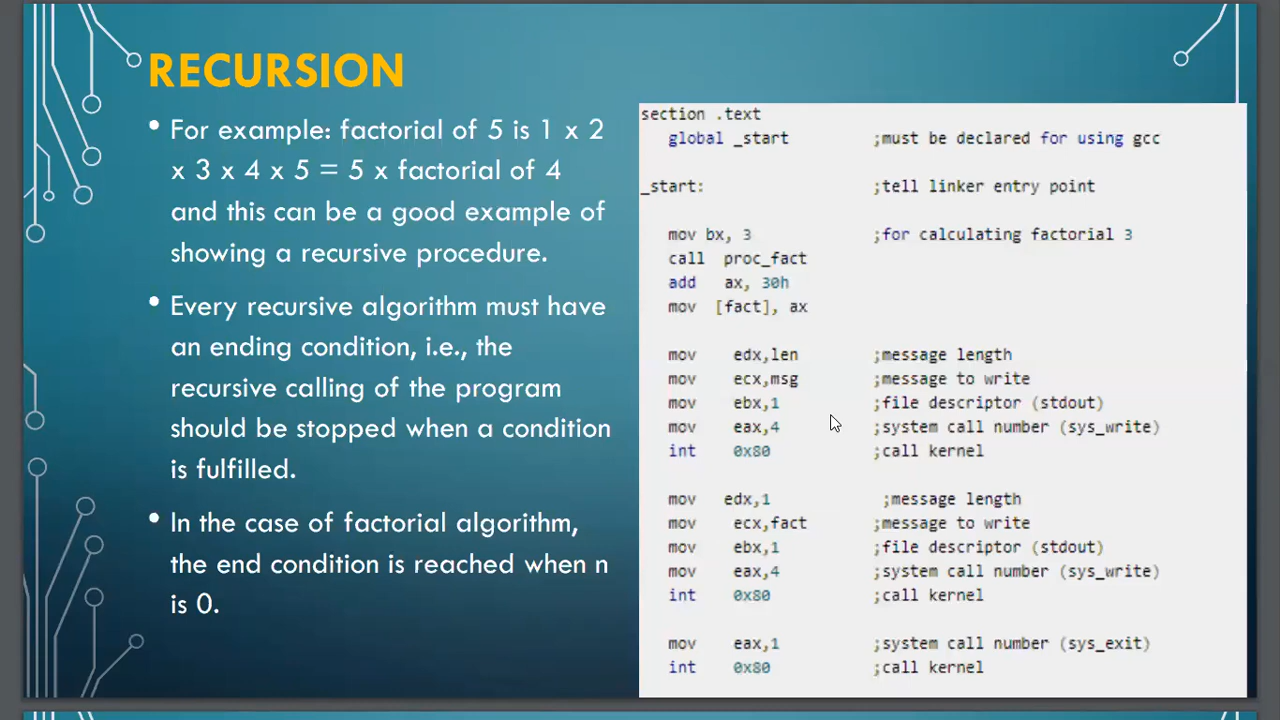 RECURSION
• For example: factorial of 5 is 1 x 2
x 3 x 4 x 5 = 5 x factorial of 4
and this can be a good example of
showing a recursive procedure.
• Every recursive algorithm must have
an ending condition, i.e., the
recursive calling of the program
should be stopped when a condition
is fulfilled.
• In the case of factorial algorithm,
the end condition is reached when n
is 0.
section .text
global _start ;must be declared for using gcc
_start: ;tell linker entry point
mov bx, 3 ;for calculating factorial 3
call proc_fact
add ax, 30h
mov [fact], ax
mov edx,len ;message length
mov ecx,msg ;message to write
mov ebx,1 ;file descriptor (stdout)
mov eax,4 ;system call number (sys_write)
int 0x80 ;call kernel
mov edx,1 ;message length
mov ecx,fact ;message to write
mov ebx,1 ;file descriptor (stdout)
mov eax,4 ;system call number (sys_write)
int 0x80 ;call kernel
mov eax,1 ;system call number (sys_exit)
int 0x80 ;call kernel